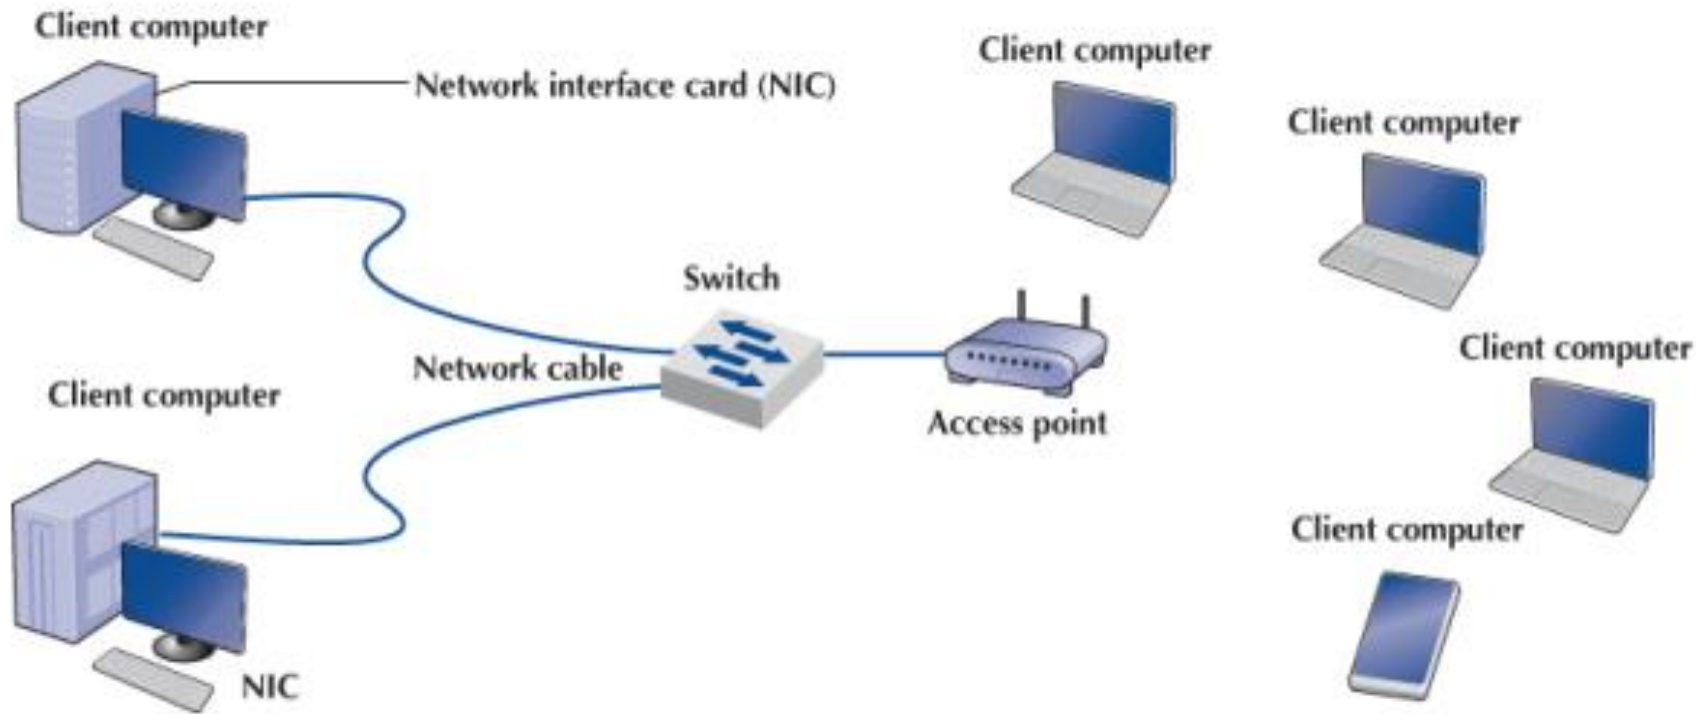 Client computer
Network interface card (NIC)
Client computer
Client computer
Switch
Network cable
Client computer
Client computer
Access point
Client computer
NIC